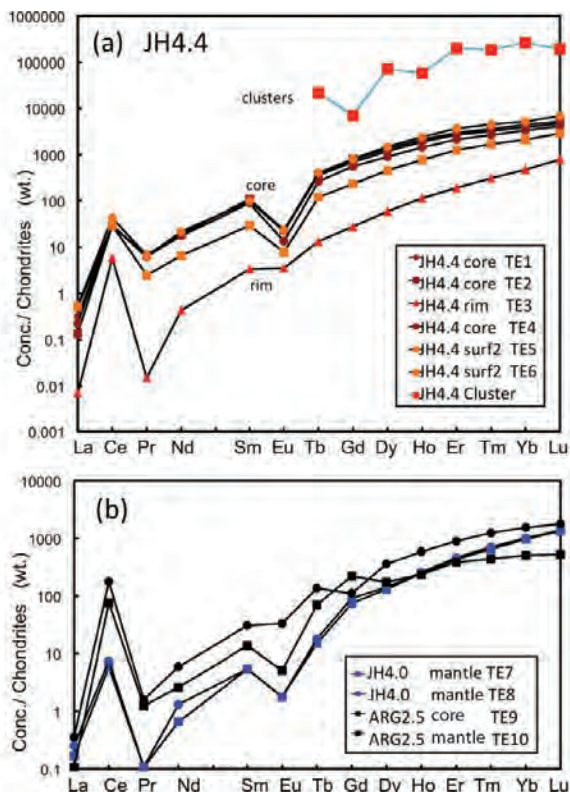 (a) JH4.4
1000000
100000
10000
1000
100
10
1
0.1
0.01
0.001
Conc./ Chondrites (wt.)
clusters
core
rim
JH4.4 core TE1
JH4.4 core TE2
JH4.4 rim TE3
JH4.4 core TE4
JH4.4 surf2 TE5
JH4.4 surf2 TE6
JH4.4 Cluster
La Ce Pr Nd Sm Eu Tb Gd Dy Ho Er Tm Yb Lu
(b)
10000
1000
100
10
1
0.1
Conc./ Chondrites (wt.)
JH4.0 mantle TE7
JH4.0 mantle TE8
ARG2.5 core TE9
ARG2.5 mantle TE10
La Ce Pr Nd Sm Eu Tb Gd Dy Ho Er Tm Yb Lu